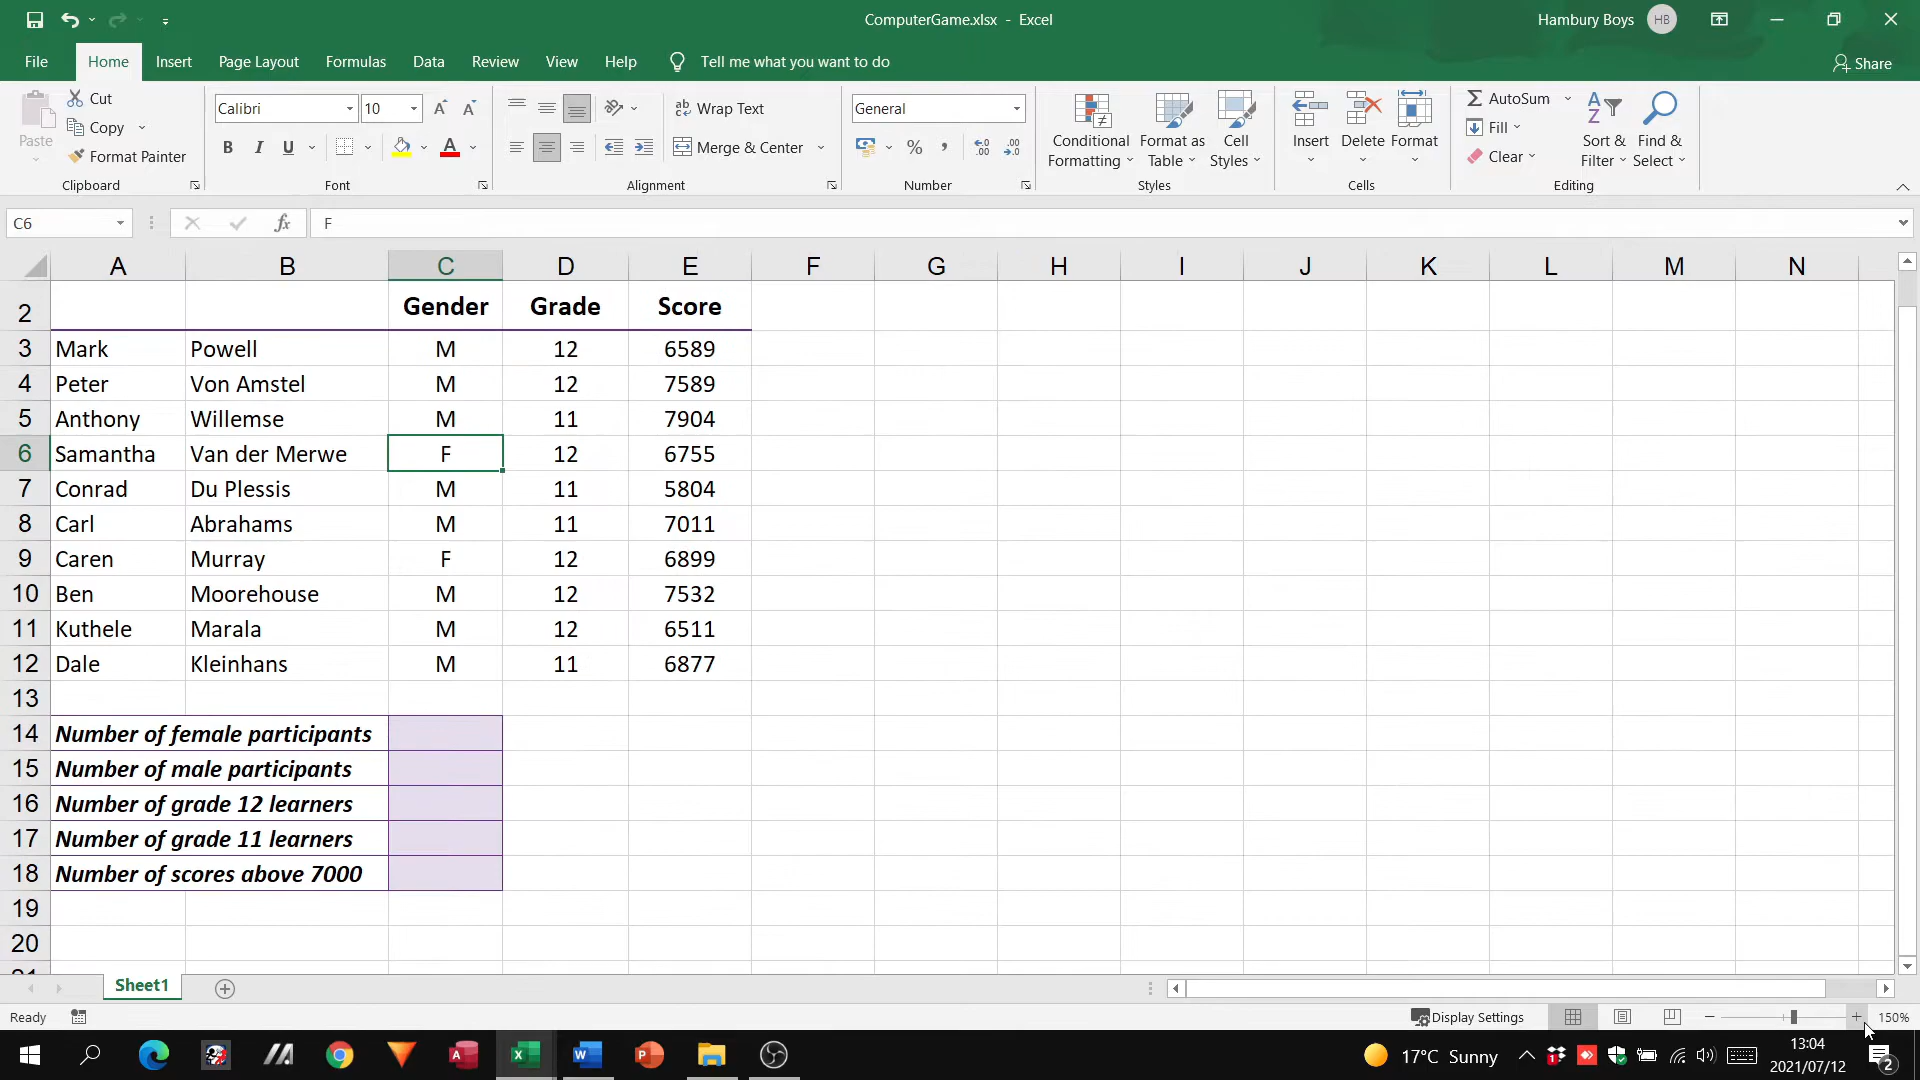 ComputerGame.xlsx - Excel
Hambury Boys HB
File Home Insert Page Layout Formulas Data Review View Help Tell me what you want to do Share
Paste
Cut
Copy
Format Painter
Clipboard
Calibri 10
B I U A
Font
Wrap Text
Merge & Center
Alignment
General
% ,
Number
Conditional Formatting
Format as Table
Cell Styles
Styles
Insert Delete Format
Cells
AutoSum
Fill
Clear
Sort & Filter
Find & Select
Editing
C6 fx F
A B C D E F G H I J K L M N
2 Gender Grade Score
3 Mark Powell M 12 6589
4 Peter Von Amstel M 12 7589
5 Anthony Willemse M 11 7904
6 Samantha Van der Merwe F 12 6755
7 Conrad Du Plessis M 11 5804
8 Carl Abrahams M 11 7011
9 Caren Murray F 12 6899
10 Ben Moorehouse M 12 7532
11 Kuthele Marala M 12 6511
12 Dale Kleinhans M 11 6877
13
14 Number of female participants
15 Number of male participants
16 Number of grade 12 learners
17 Number of grade 11 learners
18 Number of scores above 7000
19
20
21
Sheet1
Ready Display Settings 150%
17°C Sunny 13:04
2021/07/12 2